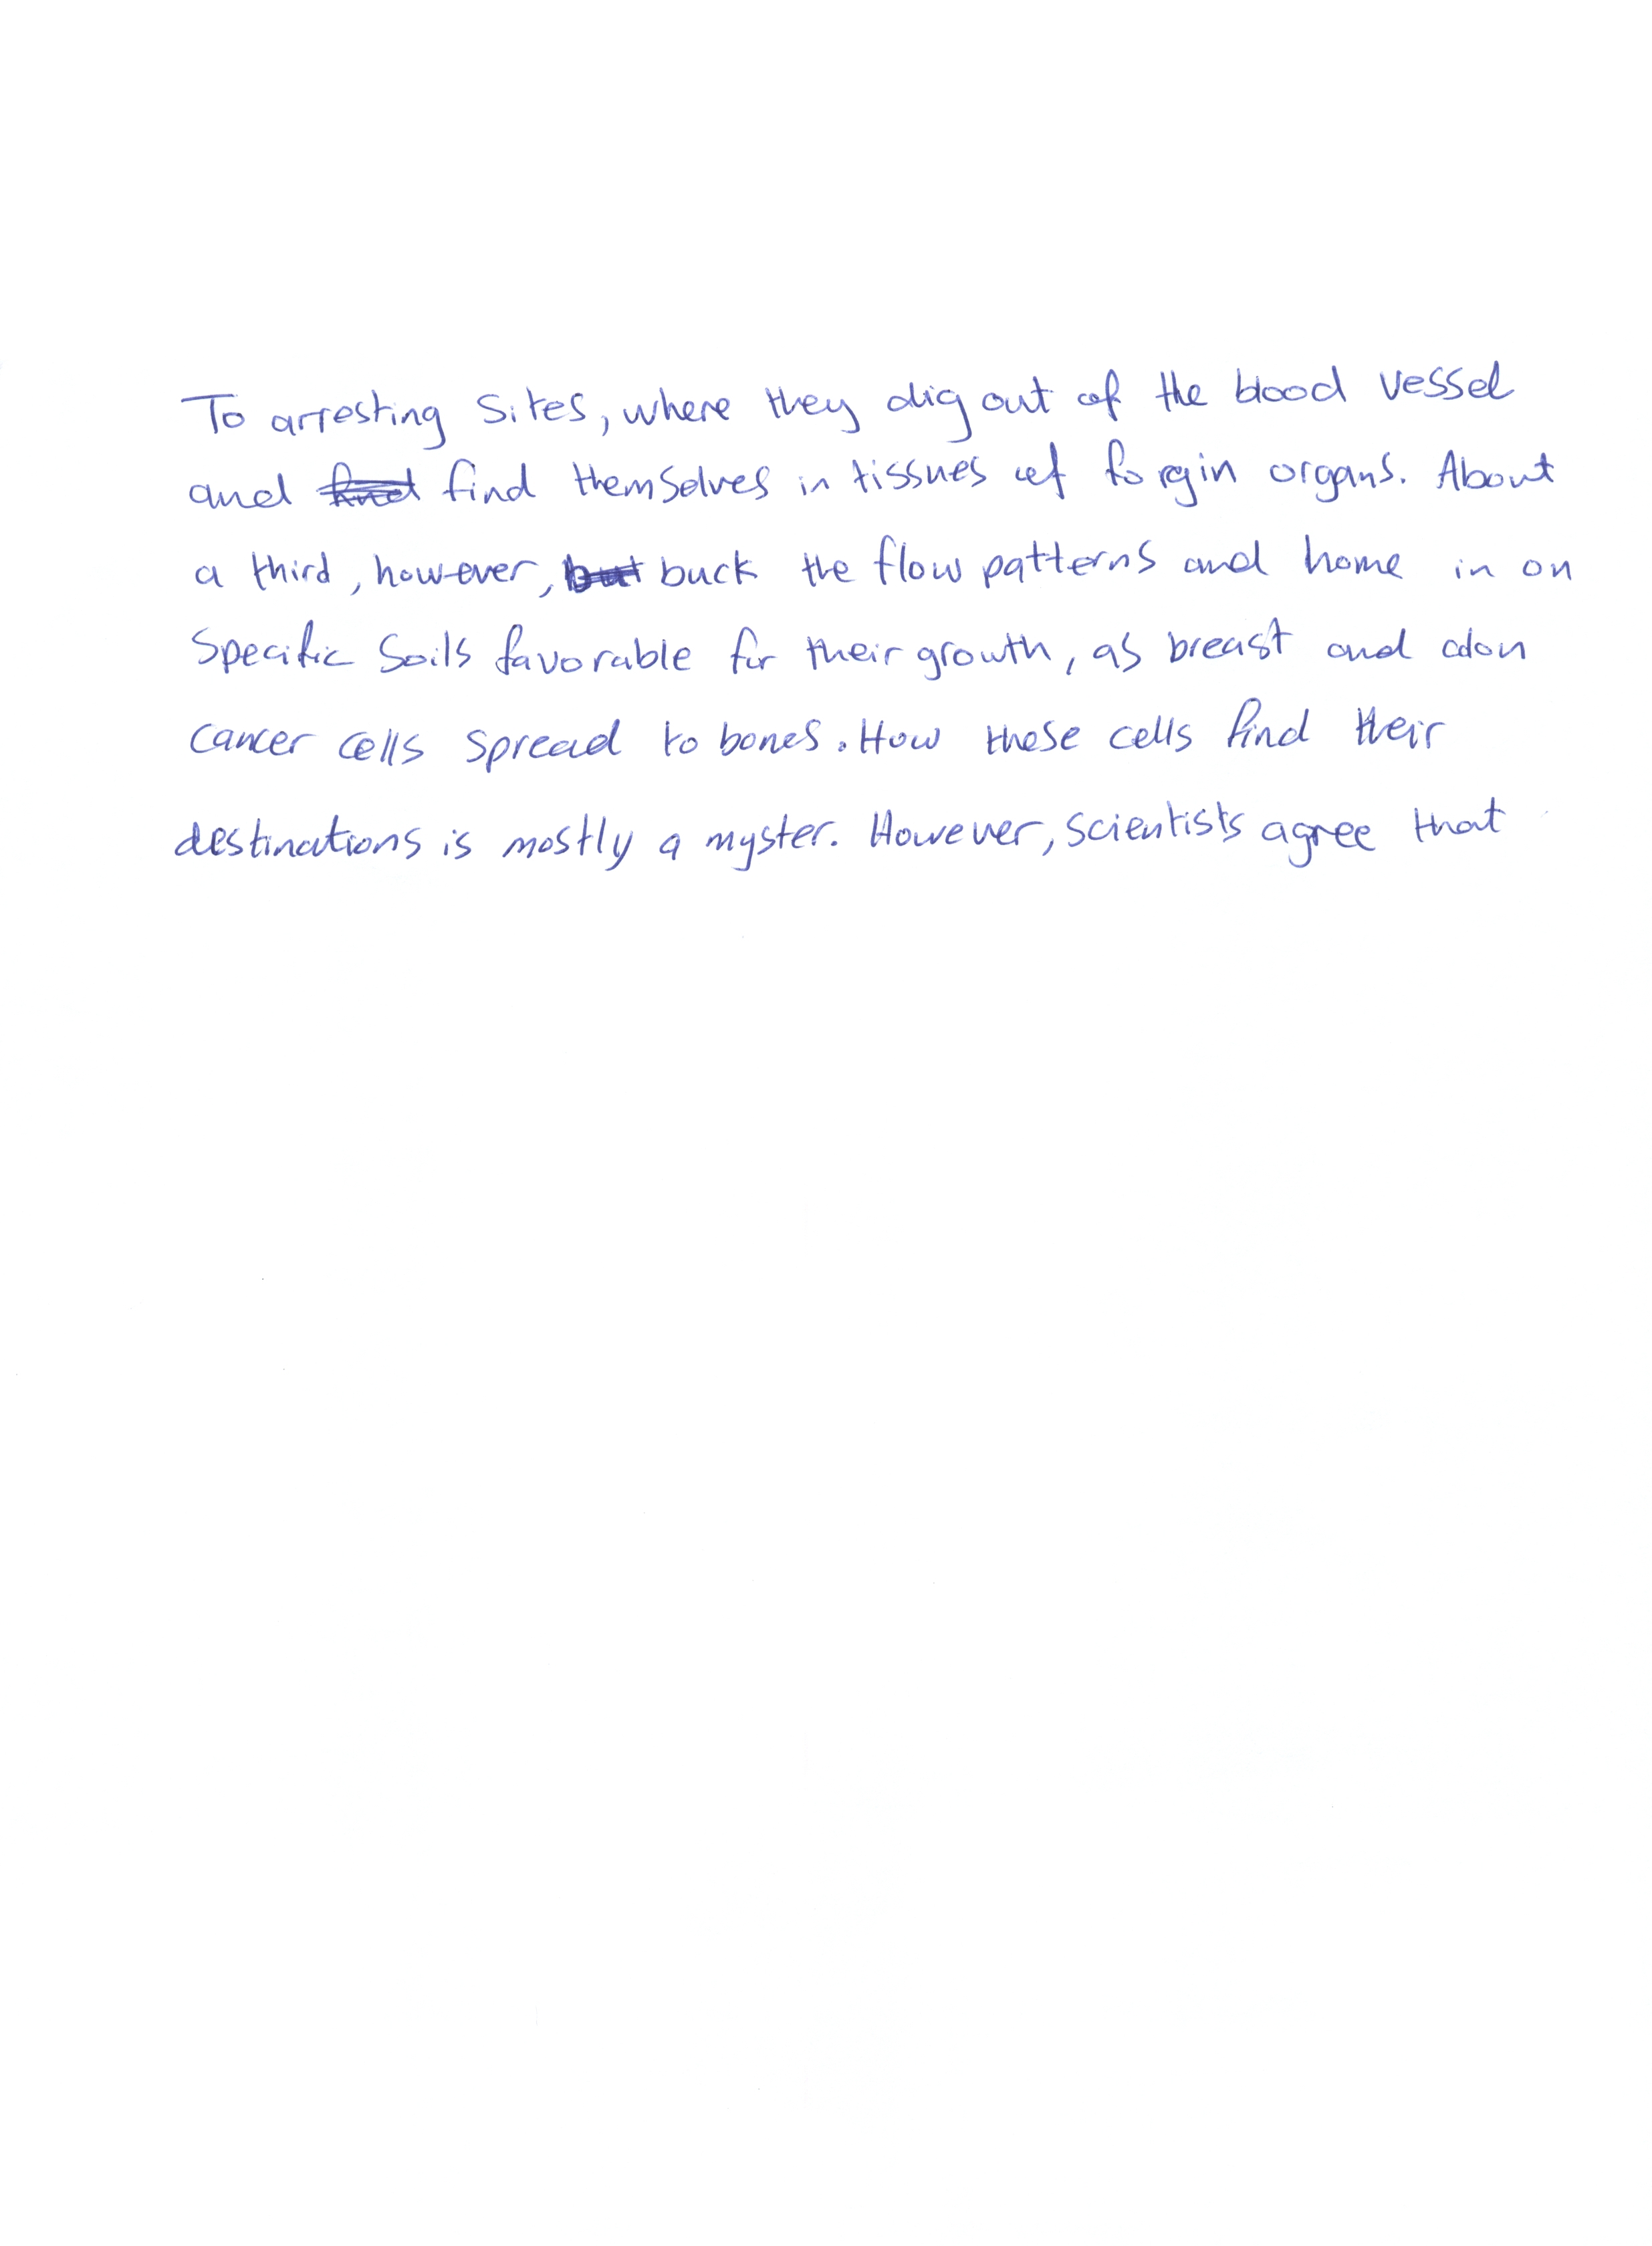 To arresting sites, where they dig out of the blood vessel
and find themselves in tissues of forgin organs. About
a third, however, buck the flow patterns and home in on
specific soils favorable for their growth, as breast and colon
cancer cells spread to bones. How these cells find their
destinations is mostly a myster. However, scientists agree that